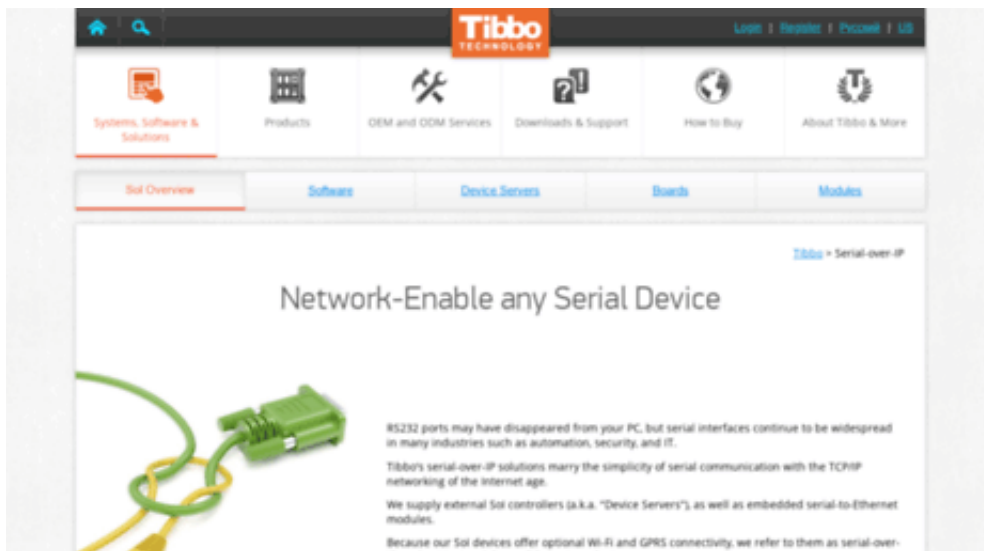 Tibbo
TECHNOLOGY
Login | Register | Русский | US
Systems, Software &
Solutions
Products
OEM and ODM Services
Downloads & Support
How to Buy
About Tibbo & More
SoI Overview
Software
Device Servers
Boards
Modules
Tibbo > Serial-over-IP
Network-Enable any Serial Device
RS232 ports may have disappeared from your PC, but serial interfaces continue to be widespread
in many industries such as automation, security, and IT.
Tibbo's serial-over-IP solutions marry the simplicity of serial communication with the TCP/IP
networking of the Internet age.
We supply external SoI controllers (a.k.a. "Device Servers"), as well as embedded serial-to-Ethernet
modules.
Because our SoI devices offer optional Wi-Fi and GPRS connectivity, we refer to them as serial-over-